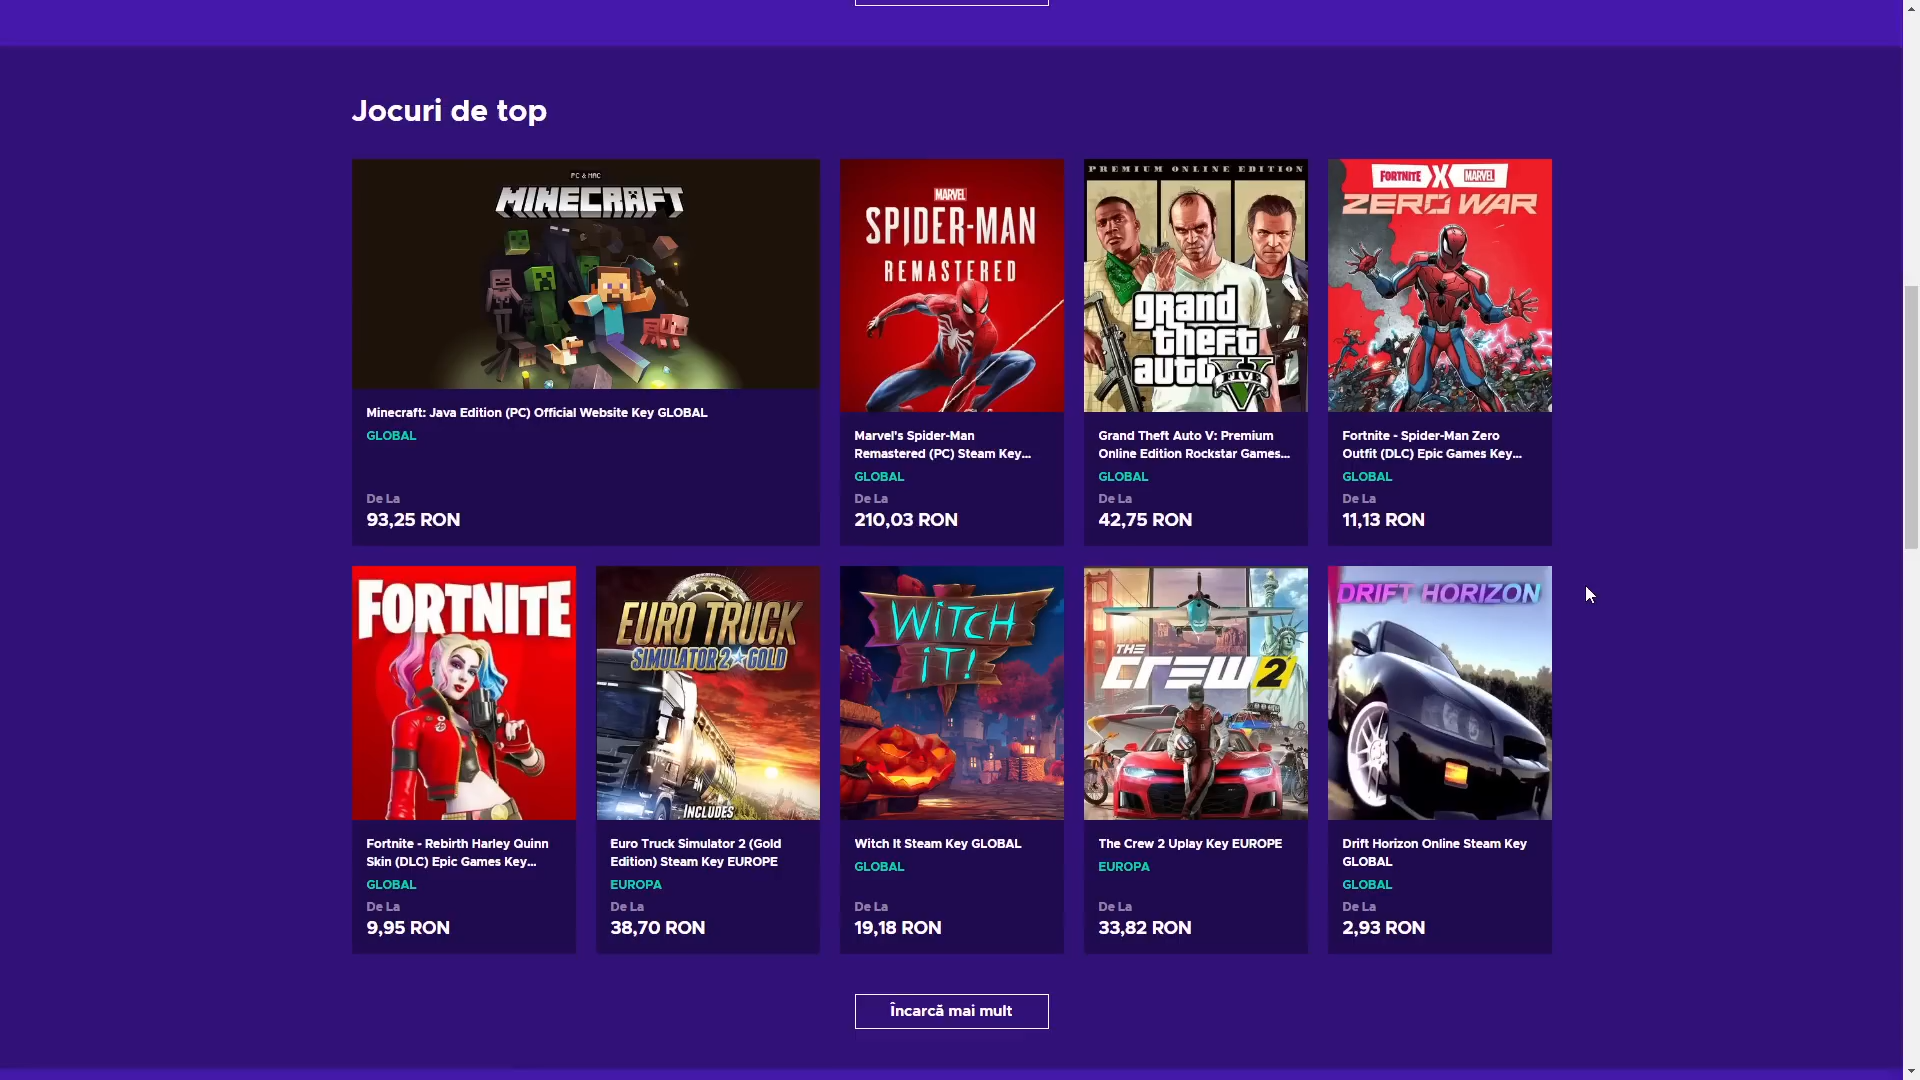 Jocuri de top
PC & MAC
MINECRAFT
Minecraft: Java Edition (PC) Official Website Key GLOBAL
GLOBAL
De La
93,25 RON
MARVEL
SPIDER-MAN
REMASTERED
Marvel's Spider-Man
Remastered (PC) Steam Key...
GLOBAL
De La
210,03 RON
PREMIUM ONLINE EDITION
grand
theft
auto
FIVE
Grand Theft Auto V: Premium
Online Edition Rockstar Games...
GLOBAL
De La
42,75 RON
FORTNITE X MARVEL
ZERO WAR
Fortnite - Spider-Man Zero
Outfit (DLC) Epic Games Key...
GLOBAL
De La
11,13 RON
FORTNITE
Fortnite - Rebirth Harley Quinn
Skin (DLC) Epic Games Key...
GLOBAL
De La
9,95 RON
EURO TRUCK
SIMULATOR 2 GOLD
INCLUDES
Euro Truck Simulator 2 (Gold
Edition) Steam Key EUROPE
EUROPA
De La
38,70 RON
WITCH
IT!
Witch It Steam Key GLOBAL
GLOBAL
De La
19,18 RON
THE
CREW 2
The Crew 2 Uplay Key EUROPE
EUROPA
De La
33,82 RON
DRIFT HORIZON
Drift Horizon Online Steam Key
GLOBAL
GLOBAL
De La
2,93 RON
Încarcă mai mult